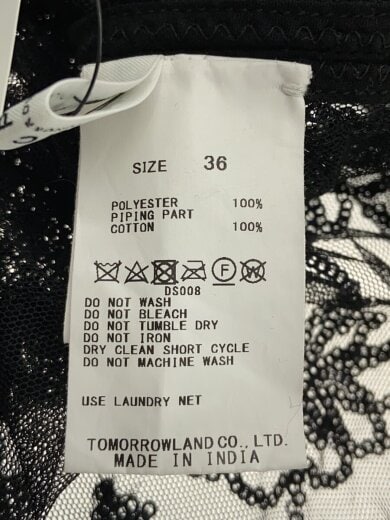 SIZE 36
POLYESTER 100%
PIPING PART
COTTON 100%
F W
DS008
DO NOT WASH
DO NOT BLEACH
DO NOT TUMBLE DRY
DO NOT IRON
DRY CLEAN SHORT CYCLE
DO NOT MACHINE WASH
USE LAUNDRY NET
TOMORROWLAND CO., LTD.
MADE IN INDIA